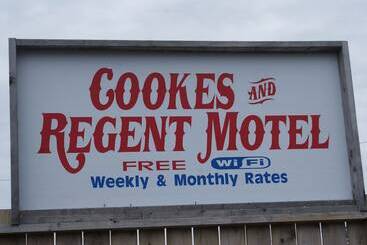 COOKES AND
REGENT MOTEL
FREE WiFi
Weekly & Monthly Rates